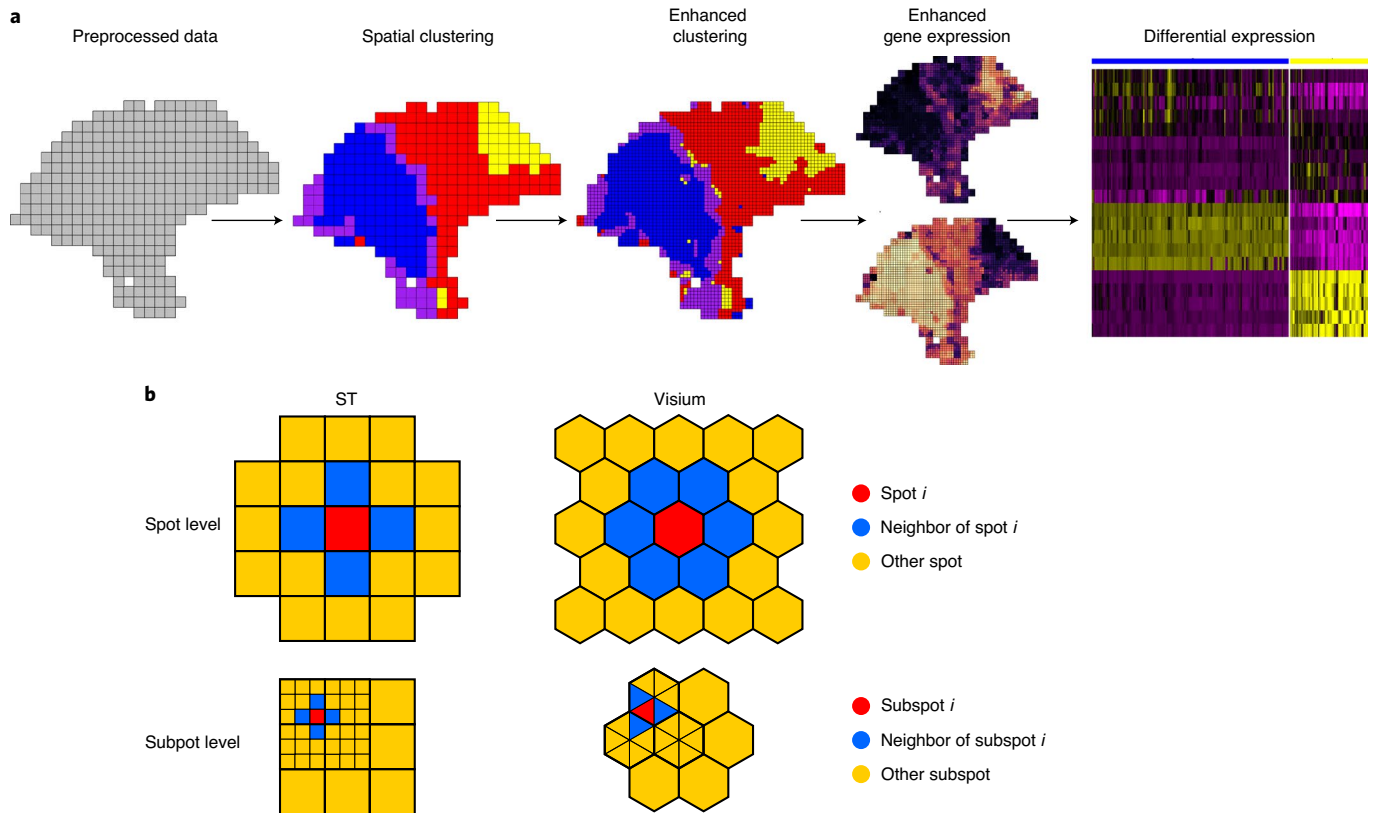 a
Preprocessed data
Spatial clustering
Enhanced
clustering
Enhanced
gene expression
Differential expression
b
ST
Visium
Spot level
Spot i
Neighbor of spot i
Other spot
Subpot level
Subspot i
Neighbor of subspot i
Other subspot